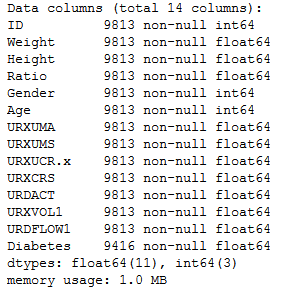 Data columns (total 14 columns):
ID 9813 non-null int64
Weight 9813 non-null float64
Height 9813 non-null float64
Ratio 9813 non-null float64
Gender 9813 non-null int64
Age 9813 non-null int64
URXUMA 9813 non-null float64
URXUMS 9813 non-null float64
URXUCR.x 9813 non-null float64
URXCRS 9813 non-null float64
URDACT 9813 non-null float64
URXVOL1 9813 non-null float64
URDFLOW1 9813 non-null float64
Diabetes 9416 non-null float64
dtypes: float64(11), int64(3)
memory usage: 1.0 MB